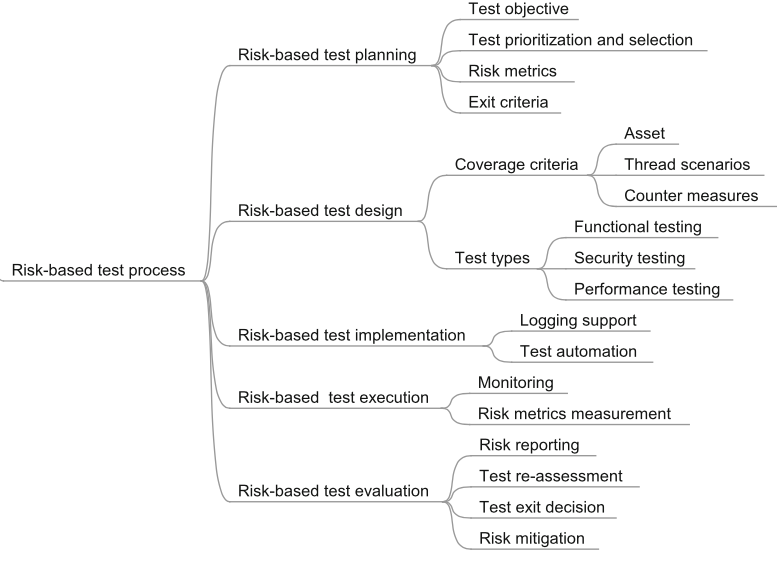 Test objective
Risk-based test planning
Test prioritization and selection
Risk metrics
Exit criteria
Asset
Coverage criteria
Thread scenarios
Counter measures
Risk-based test design
Functional testing
Test types
Security testing
Performance testing
Risk-based test process
Logging support
Risk-based test implementation
Test automation
Monitoring
Risk-based  test execution
Risk metrics measurement
Risk reporting
Test re-assessment
Risk-based test evaluation
Test exit decision
Risk mitigation